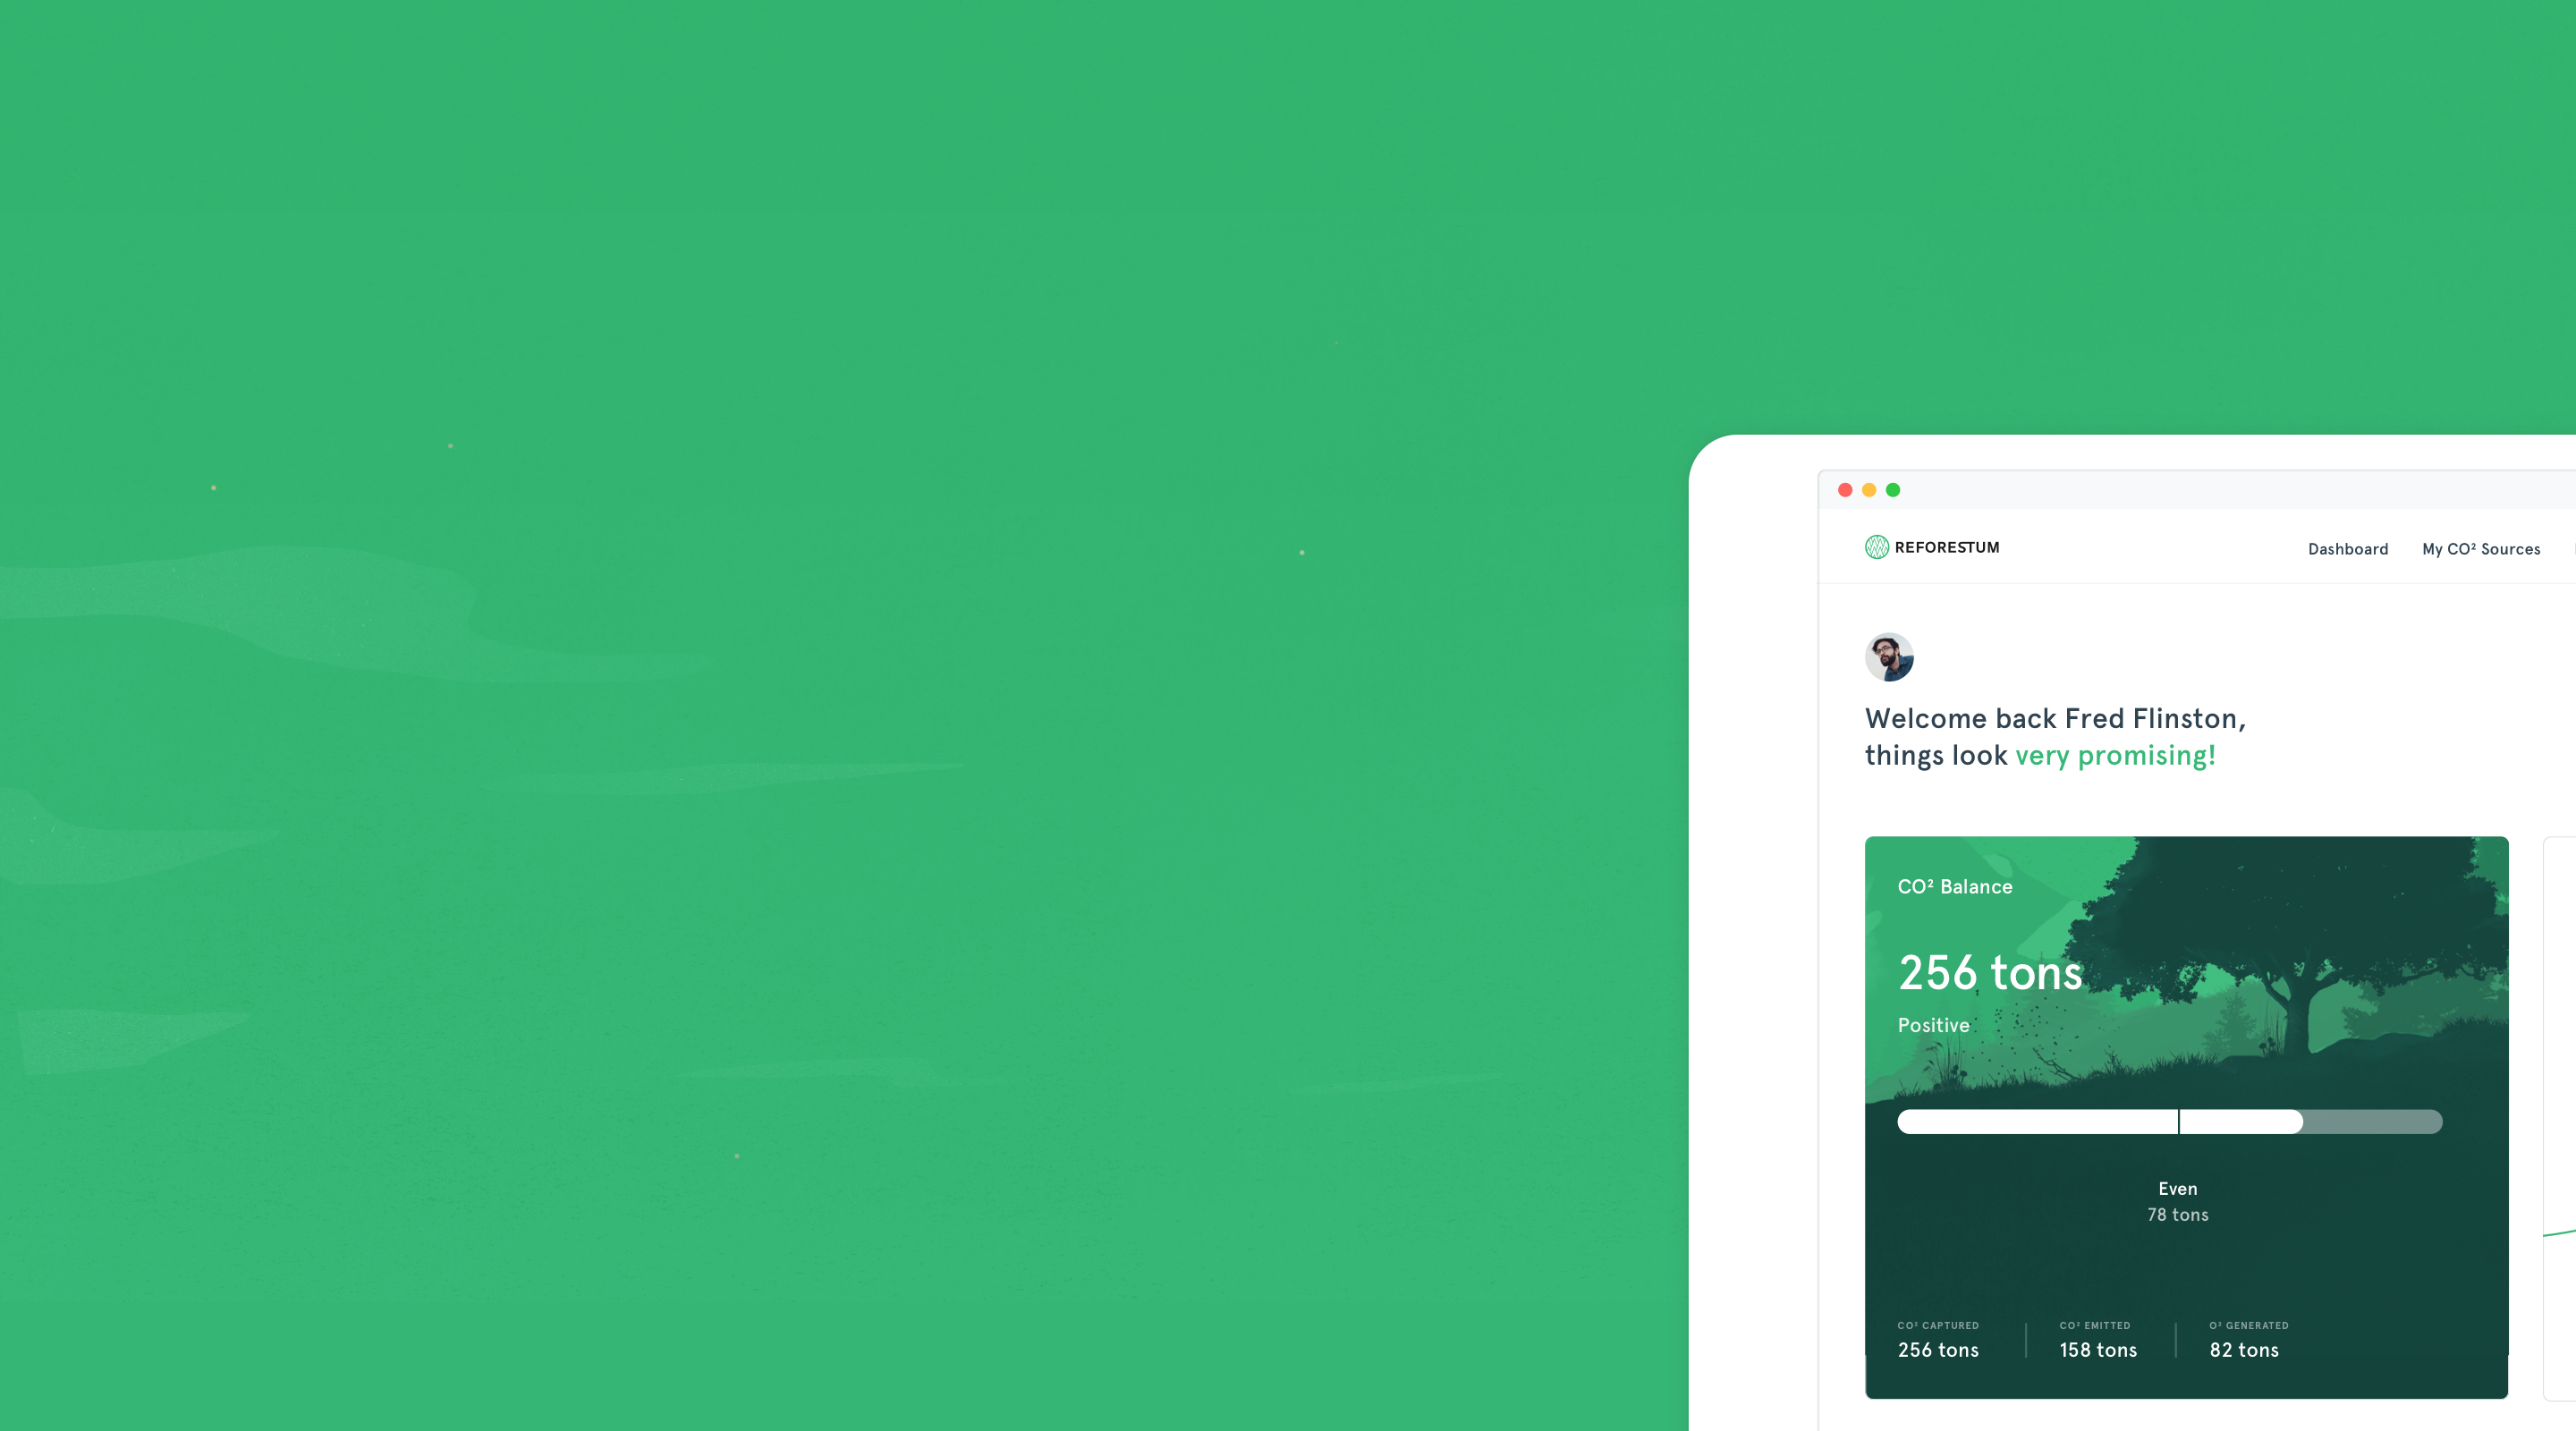 REFORESTUM
Dashboard
My CO² Sources
Welcome back Fred Flinston,
things look very promising!
CO² Balance
256 tons
Positive
Even
78 tons
CO² CAPTURED
256 tons
CO² EMITTED
158 tons
O² GENERATED
82 tons